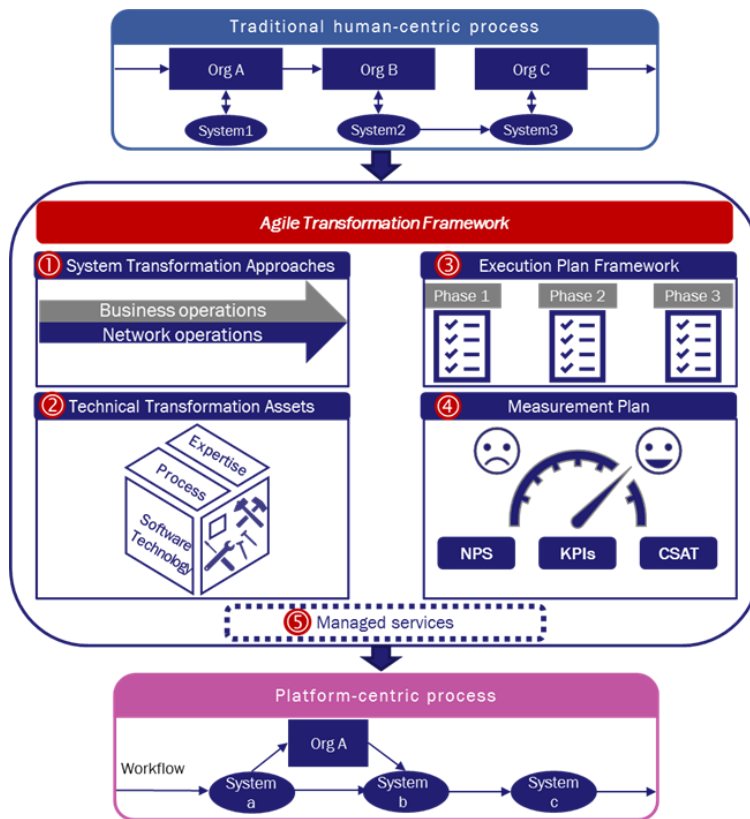 Traditional human-centric process
Org A
Org B
Org C
System1
System2
System3
Agile Transformation Framework
① System Transformation Approaches
Business operations
Network operations
③ Execution Plan Framework
Phase 1
Phase 2
Phase 3
② Technical Transformation Assets
Expertise
Process
Software
Technology
④ Measurement Plan
NPS
KPIs
CSAT
⑤ Managed services
Platform-centric process
Org A
Workflow
System
a
System
b
System
c